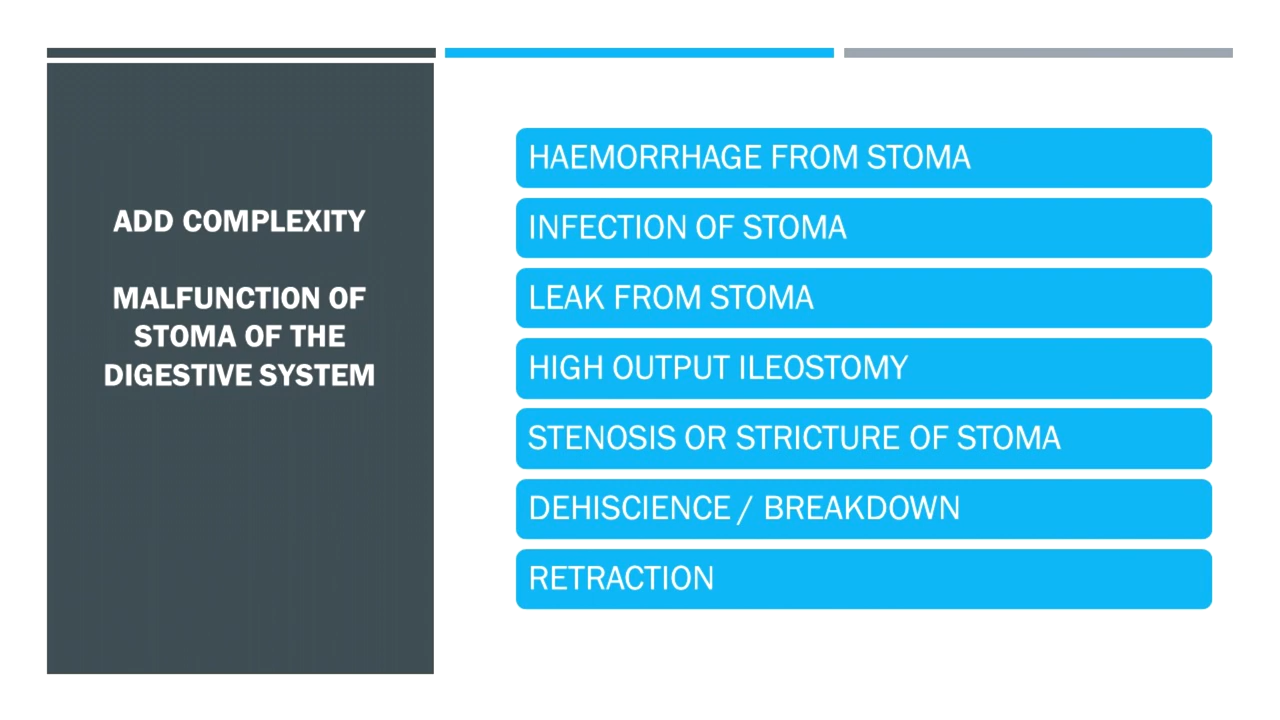 ADD COMPLEXITY
MALFUNCTION OF
STOMA OF THE
DIGESTIVE SYSTEM
HAEMORRHAGE FROM STOMA
INFECTION OF STOMA
LEAK FROM STOMA
HIGH OUTPUT ILEOSTOMY
STENOSIS OR STRICTURE OF STOMA
DEHISCIENCE / BREAKDOWN
RETRACTION